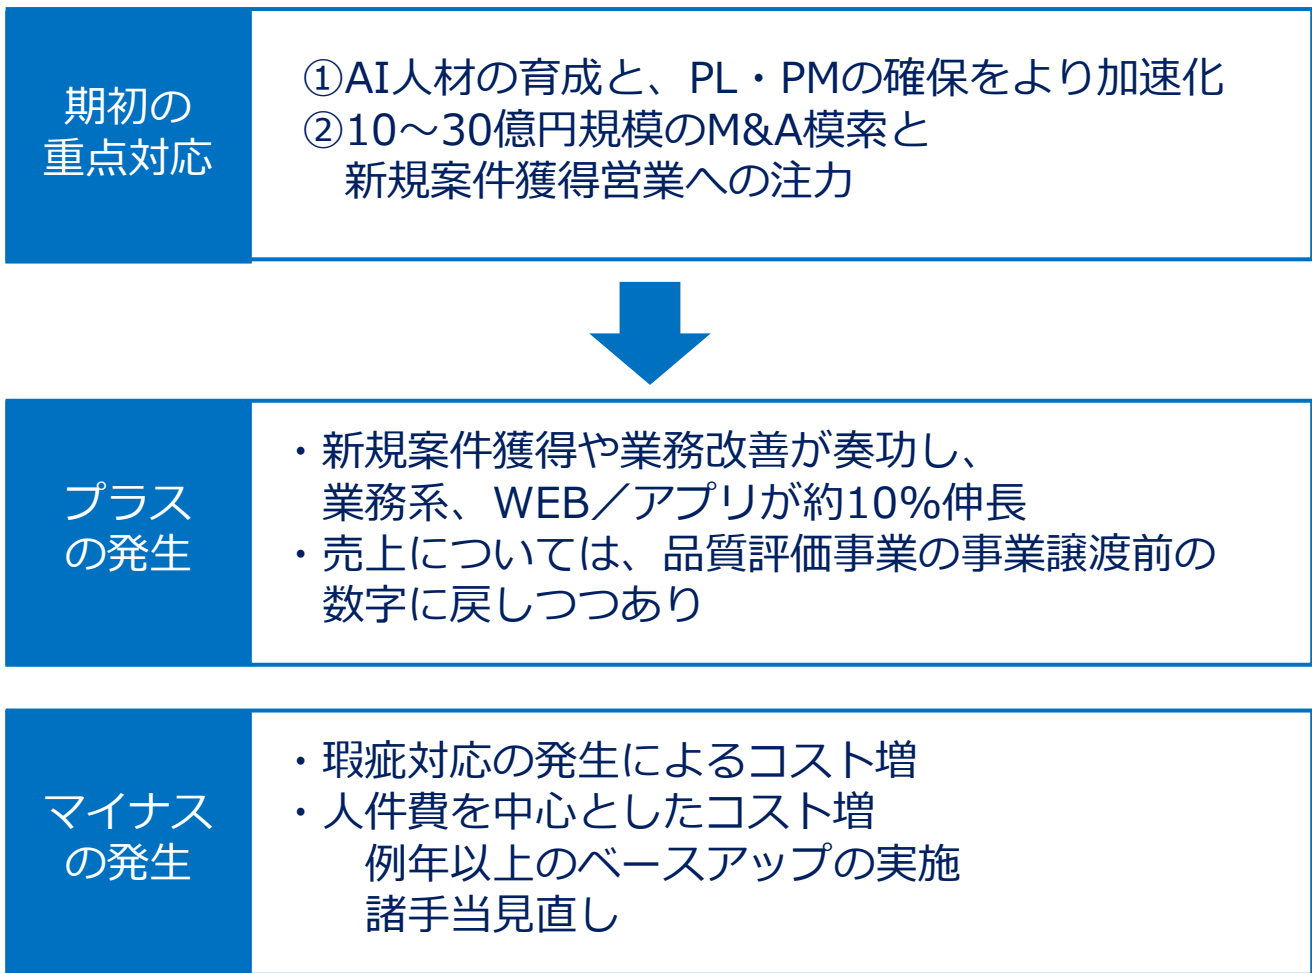 期初の
重点対応
①AI人材の育成と、PL・PMの確保をより加速化
②10～30億円規模のM&A模索と
新規案件獲得営業への注力
プラス
の発生
・新規案件獲得や業務改善が奏功し、
業務系、WEB／アプリが約10%伸長
・売上については、品質評価事業の事業譲渡前の
数字に戻しつつあり
マイナス
の発生
・瑕疵対応の発生によるコスト増
・人件費を中心としたコスト増
例年以上のベースアップの実施
諸手当見直し